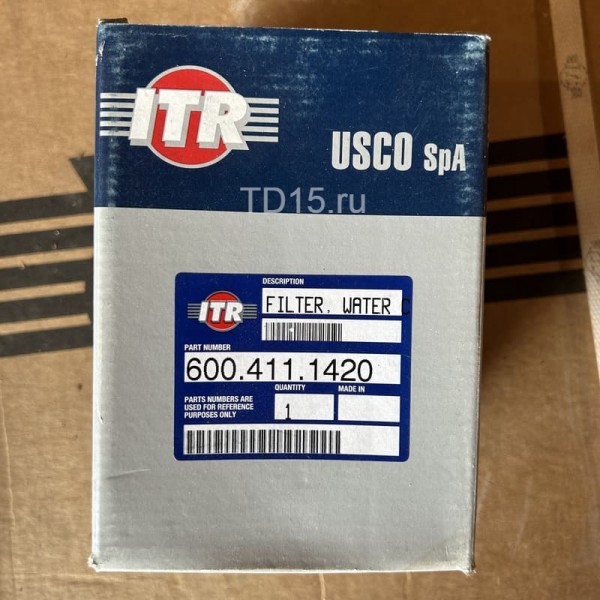 ITR
USCO SpA
TD15.ru
DESCRIPTION
ITR
FILTER, WATER C
PART NUMBER
600.411.1420
PARTS NUMBERS ARE
USED FOR REFERENCE
PURPOSES ONLY
QUANTITY
MADE IN
1